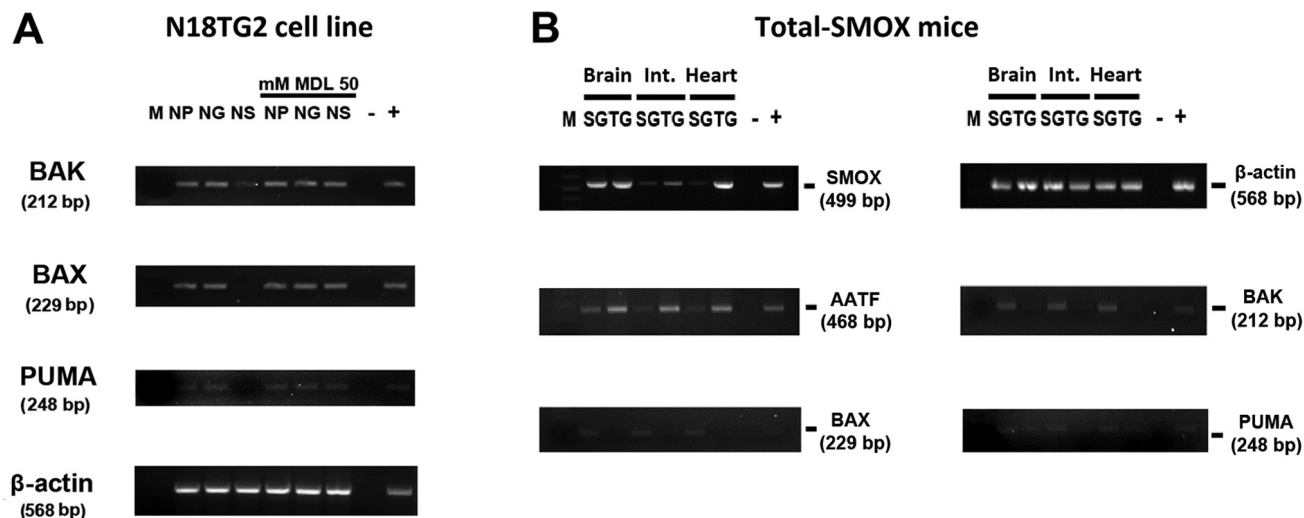 A
N18TG2 cell line
mM MDL 50
M NP NG NS NP NG NS - +
BAK
(212 bp)
BAX
(229 bp)
PUMA
(248 bp)
β-actin
(568 bp)
B
Total-SMOX mice
Brain Int. Heart
M SGTG SGTG SGTG - +
SMOX
(499 bp)
AATF
(468 bp)
BAX
(229 bp)
Brain Int. Heart
M SGTG SGTG SGTG - +
β-actin
(568 bp)
BAK
(212 bp)
PUMA
(248 bp)